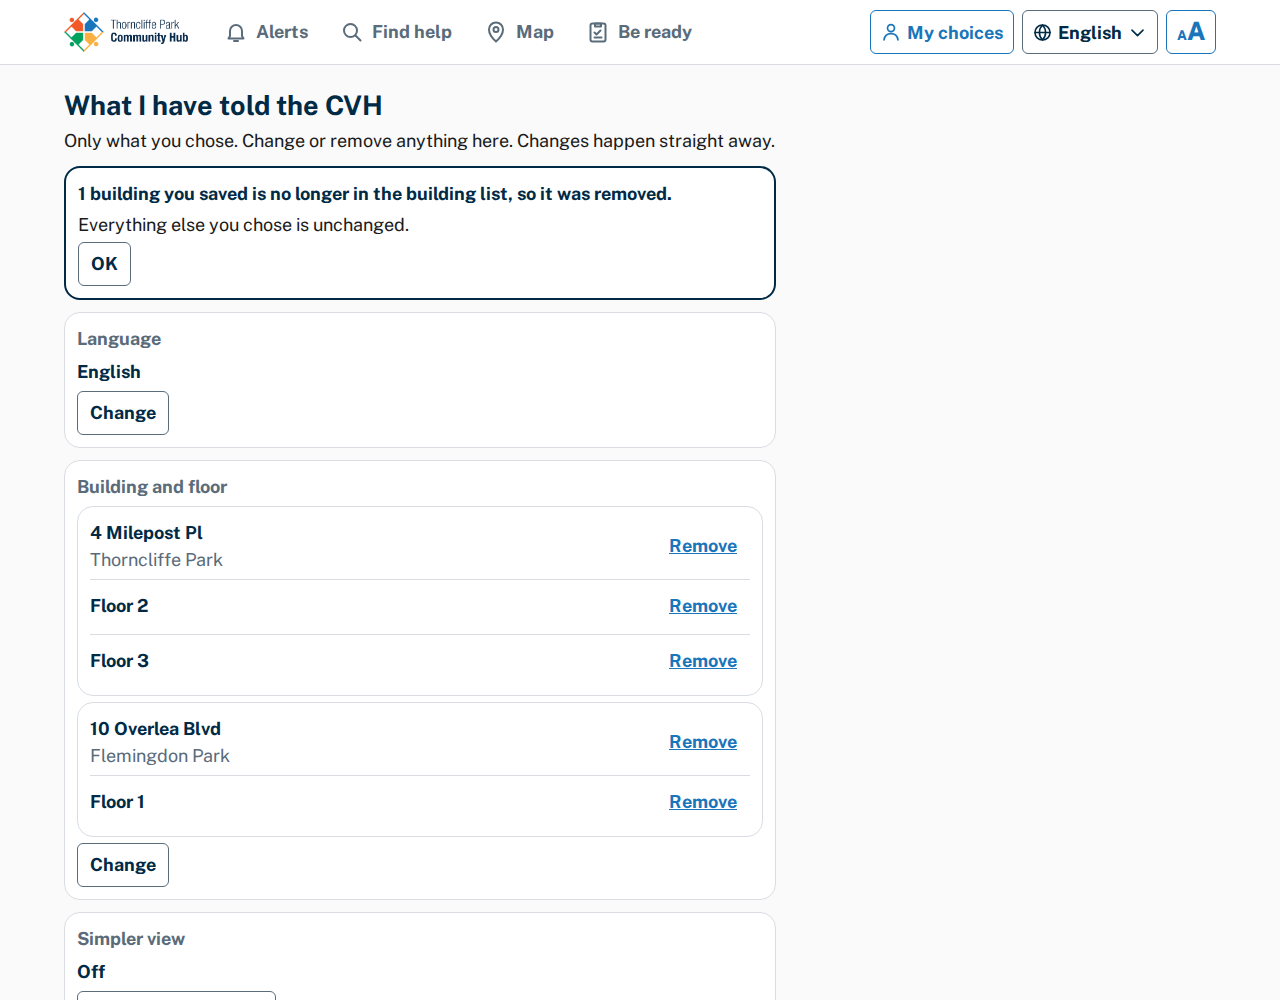 Thorncliffe Park
Community Hub
Alerts
Find help
Map
Be ready
My choices
English
AA
What I have told the CVH
Only what you chose. Change or remove anything here. Changes happen straight away.
1 building you saved is no longer in the building list, so it was removed.
Everything else you chose is unchanged.
OK
Language
English
Change
Building and floor
4 Milepost Pl
Thorncliffe Park
Remove
Floor 2
Remove
Floor 3
Remove
10 Overlea Blvd
Flemingdon Park
Remove
Floor 1
Remove
Change
Simpler view
Off